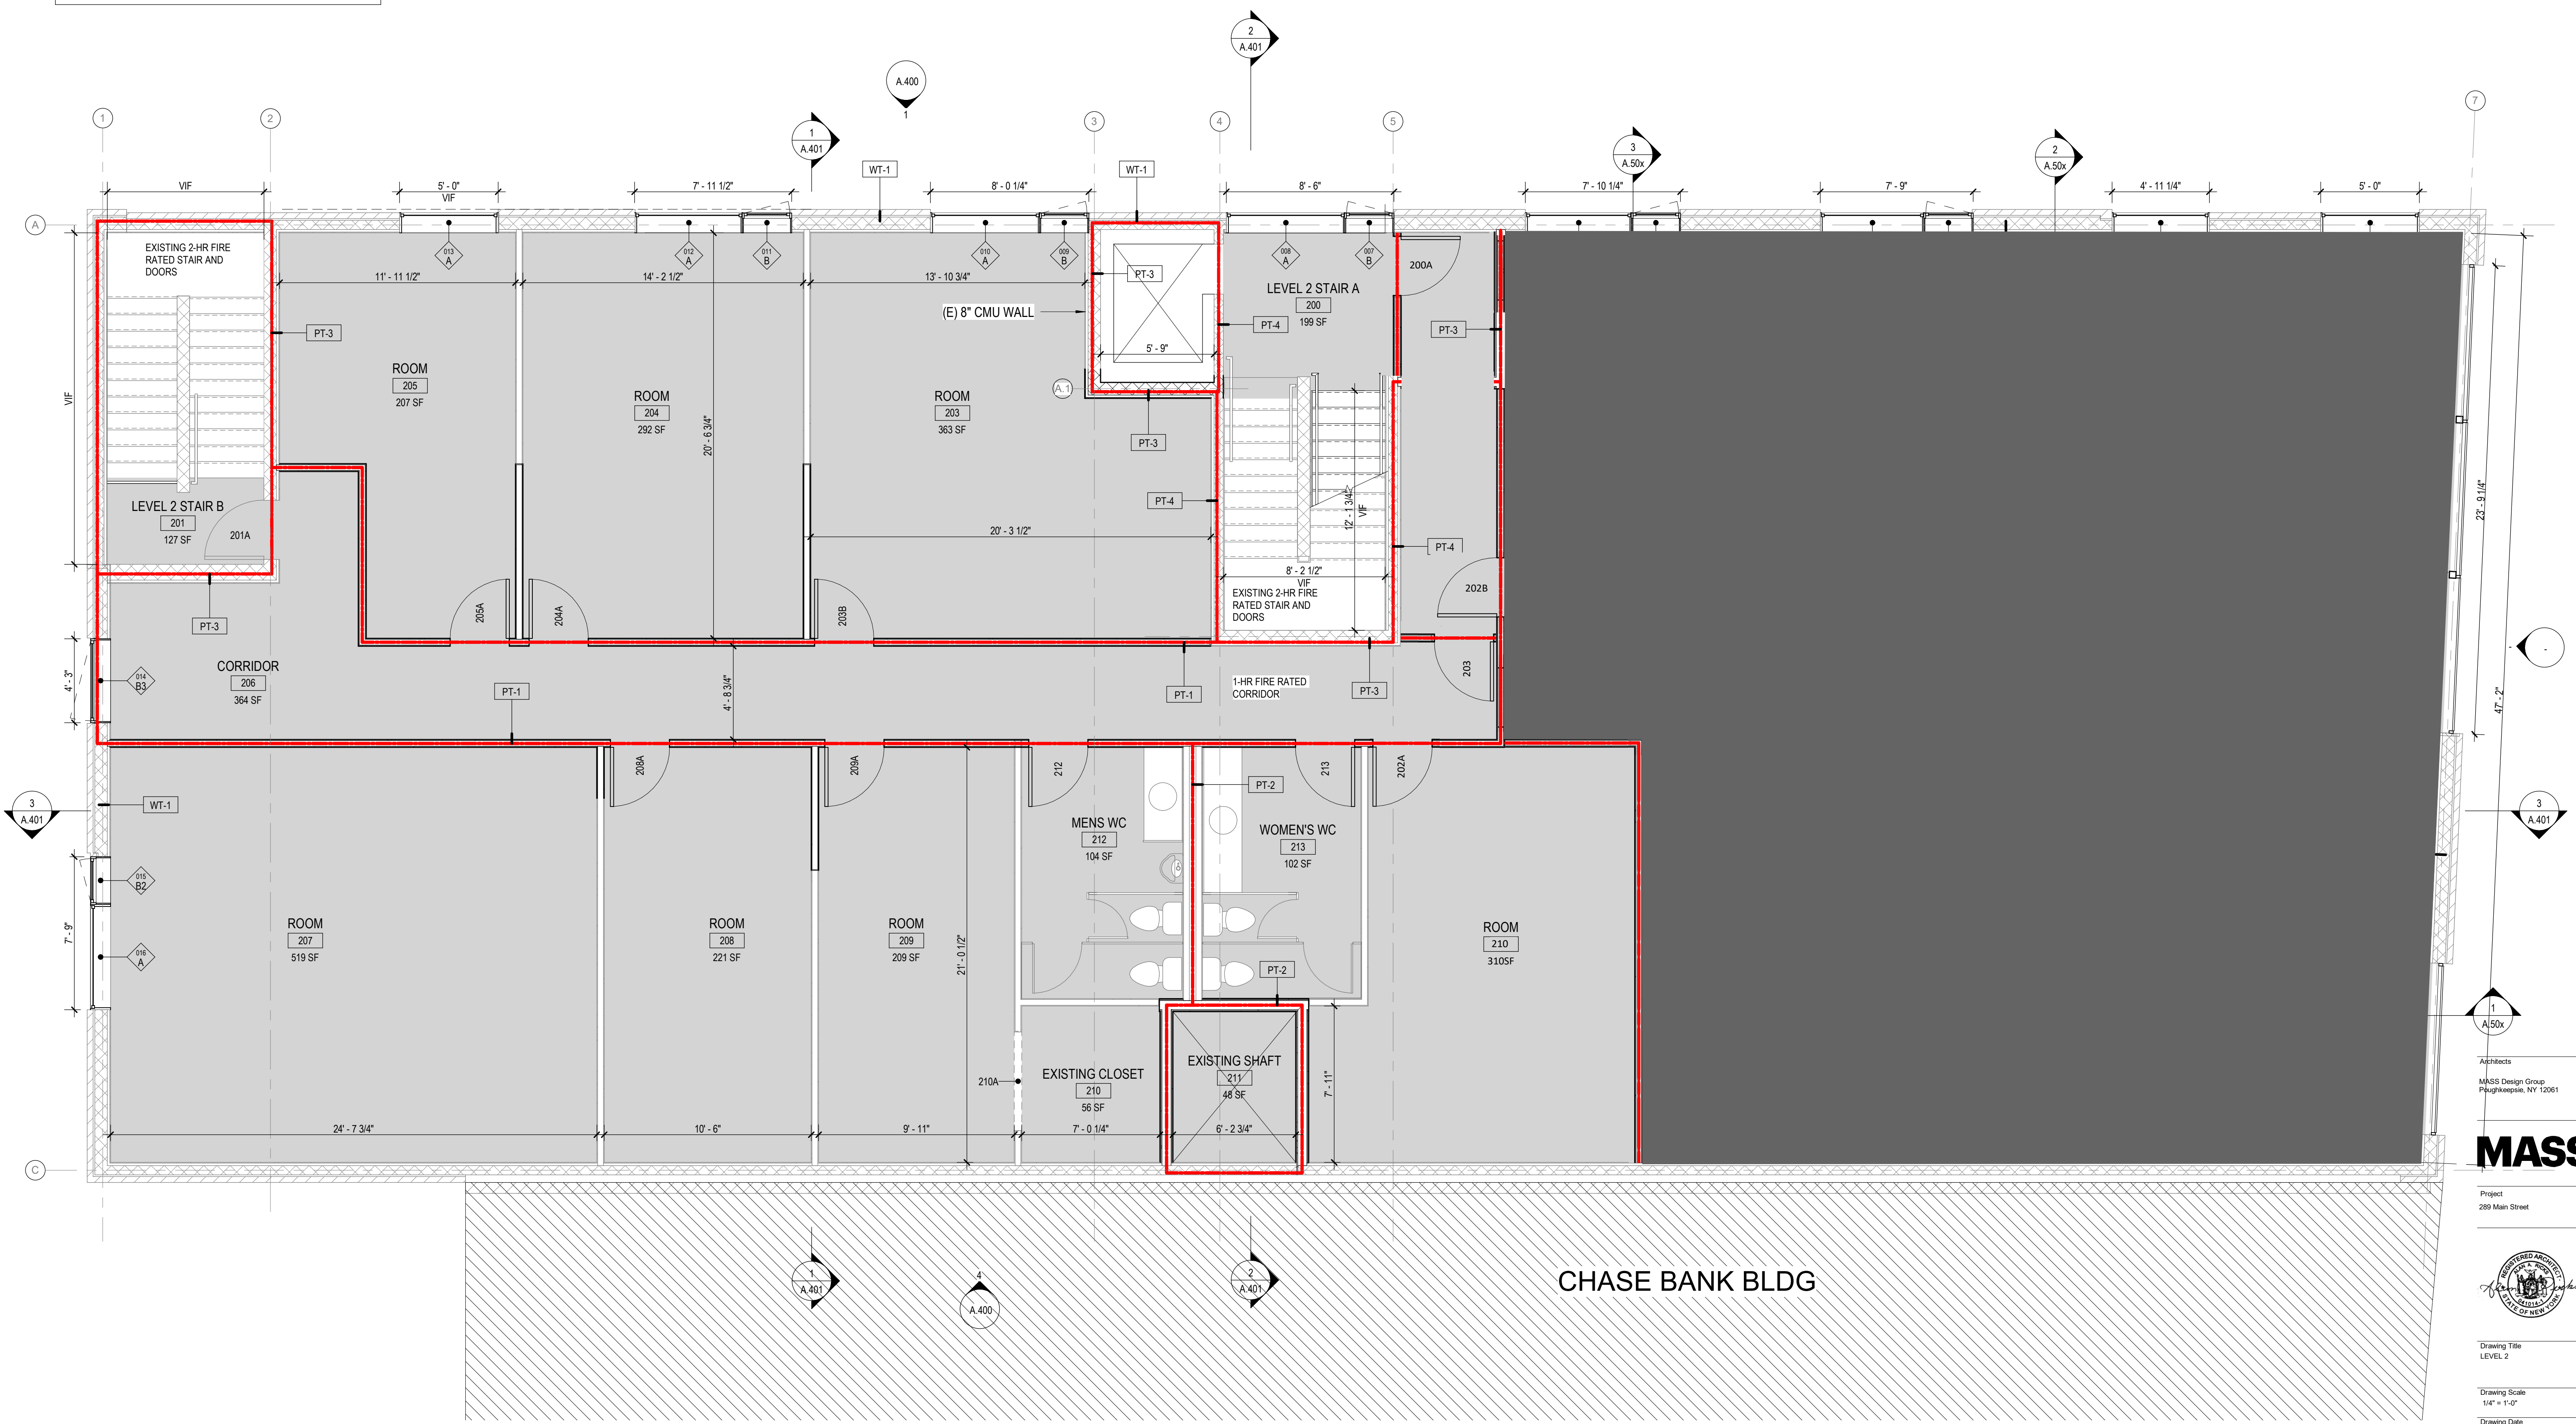 2
A.401
A.400
1
1
2
1
A.401
3
4
5
3
A.50x
2
A.50x
7
WT-1
WT-1
VIF
5' - 0"
VIF
7' - 11 1/2"
8' - 0 1/4"
8' - 6"
7' - 10 1/4"
7' - 9"
4' - 11 1/4"
5' - 0"
A
EXISTING 2-HR FIRE
RATED STAIR AND
DOORS
013
A
012
A
011
B
010
A
009
B
008
A
007
B
200A
11' - 11 1/2"
14' - 2 1/2"
13' - 10 3/4"
PT-3
LEVEL 2 STAIR A
200
199 SF
(E) 8" CMU WALL
PT-4
PT-3
PT-3
5' - 9"
A.1
VIF
ROOM
205
207 SF
ROOM
204
292 SF
20' - 6 3/4"
ROOM
203
363 SF
PT-3
PT-4
12' - 1 3/4"
VIF
23' - 9 1/4"
LEVEL 2 STAIR B
201
127 SF
201A
20' - 3 1/2"
PT-4
8' - 2 1/2"
VIF
EXISTING 2-HR FIRE
RATED STAIR AND
DOORS
202B
205A
204A
203B
PT-3
203
4' - 3"
014
B3
CORRIDOR
206
364 SF
PT-1
4' - 8 3/4"
PT-1
1-HR FIRE RATED
CORRIDOR
PT-3
47' - 2"
-
-
208A
209A
212
213
202A
PT-2
3
A.401
WT-1
MENS WC
212
104 SF
WOMEN'S WC
213
102 SF
3
A.401
015
B2
7' - 9"
016
A
ROOM
207
519 SF
ROOM
208
221 SF
ROOM
209
209 SF
21' - 0 1/2"
ROOM
210
310SF
PT-2
1
A.50x
210A
EXISTING CLOSET
210
56 SF
EXISTING SHAFT
211
48 SF
7' - 11"
24' - 7 3/4"
10' - 6"
9' - 11"
7' - 0 1/4"
6' - 2 3/4"
C
1
A.401
4
A.400
2
A.401
CHASE BANK BLDG
Architects
MASS Design Group
Poughkeepsie, NY 12061
MASS
Project
289 Main Street
REGISTERED ARCHITECT
ALAN A. RICKS
041014-1
STATE OF NEW YORK
Drawing Title
LEVEL 2
Drawing Scale
1/4" = 1'-0"
Drawing Date